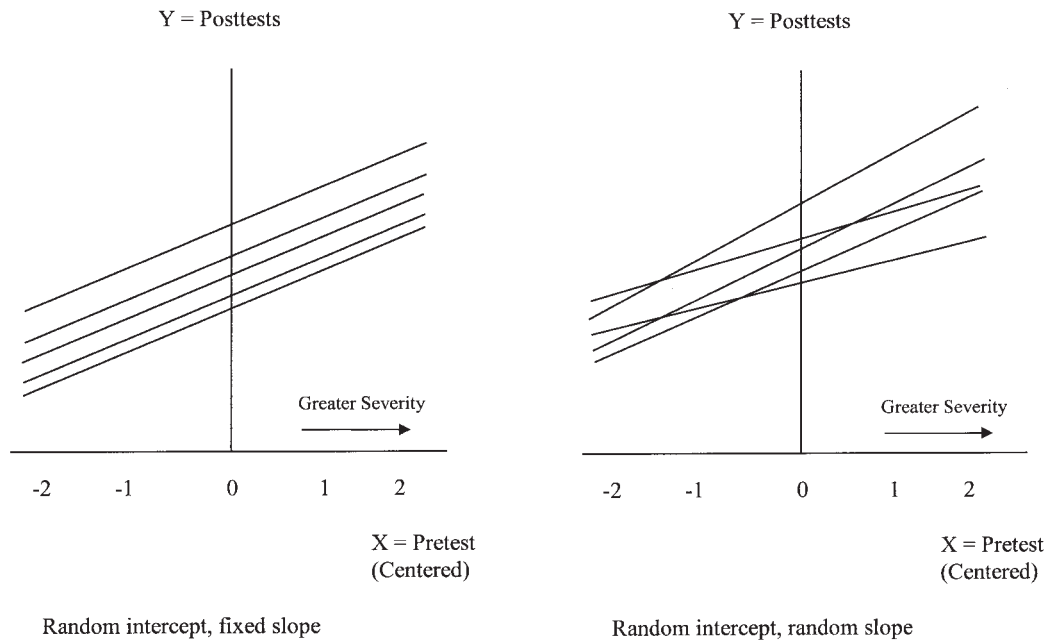 Y = Posttests
Greater Severity
-2 -1 0 1 2
X = Pretest
(Centered)
Random intercept, fixed slope
Y = Posttests
Greater Severity
-2 -1 0 1 2
X = Pretest
(Centered)
Random intercept, random slope